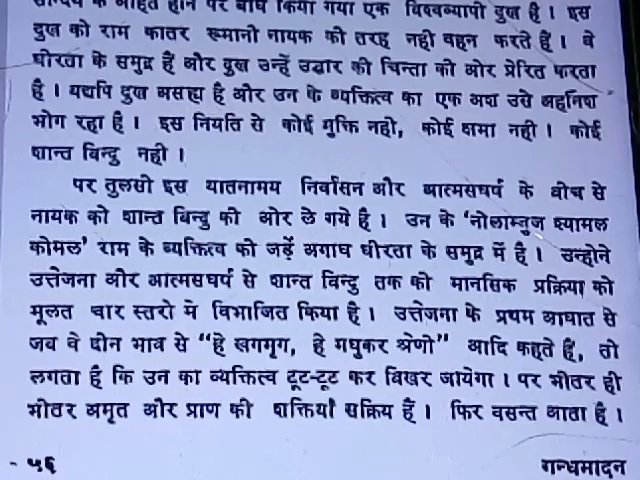 सौन्दर्य के आहत होने पर बोध किया गया एक विश्वव्यापी दुख है । इस
दुख को राम कातर रूमानी नायक की तरह नही वहन करते है । वे
धीरता के समुद्र हैं और दुख उन्हें उद्धार की चिन्ता की ओर प्रेरित करता
है । यद्यपि दुख असह्य है और उन के व्यक्तित्व का एक अश उसे अहर्निश
भोग रहा है । इस नियति से कोई मुक्ति नही, कोई क्षमा नही । कोई
शान्त विन्दु नही ।
पर तुलसी इस यातनामय निर्वासन और आत्मसघर्ष के बीच से
नायक को शान्त बिन्दु की ओर ले गये है । उन के ‘नीलाम्बुज श्यामल
कोमल’ राम के व्यक्तित्व की जड़ें अगाध धीरता के समुद्र में है । उन्होने
उत्तेजना और आत्मसघर्ष से शान्त विन्दु तक की मानसिक प्रक्रिया को
मूलत चार स्तरो मे विभाजित किया है । उत्तेजना के प्रथम आघात से
जब वे दीन भाव से “हे खगमृग, हे मधुकर श्रेणी” आदि कहते हैं, तो
लगता है कि उन का व्यक्तित्व टूट-टूट कर बिखर जायेगा । पर भीतर ही
भीतर अमृत और प्राण की शक्तियाँ सक्रिय हैं । फिर वसन्त आता है ।
- ५६
गन्धमादन